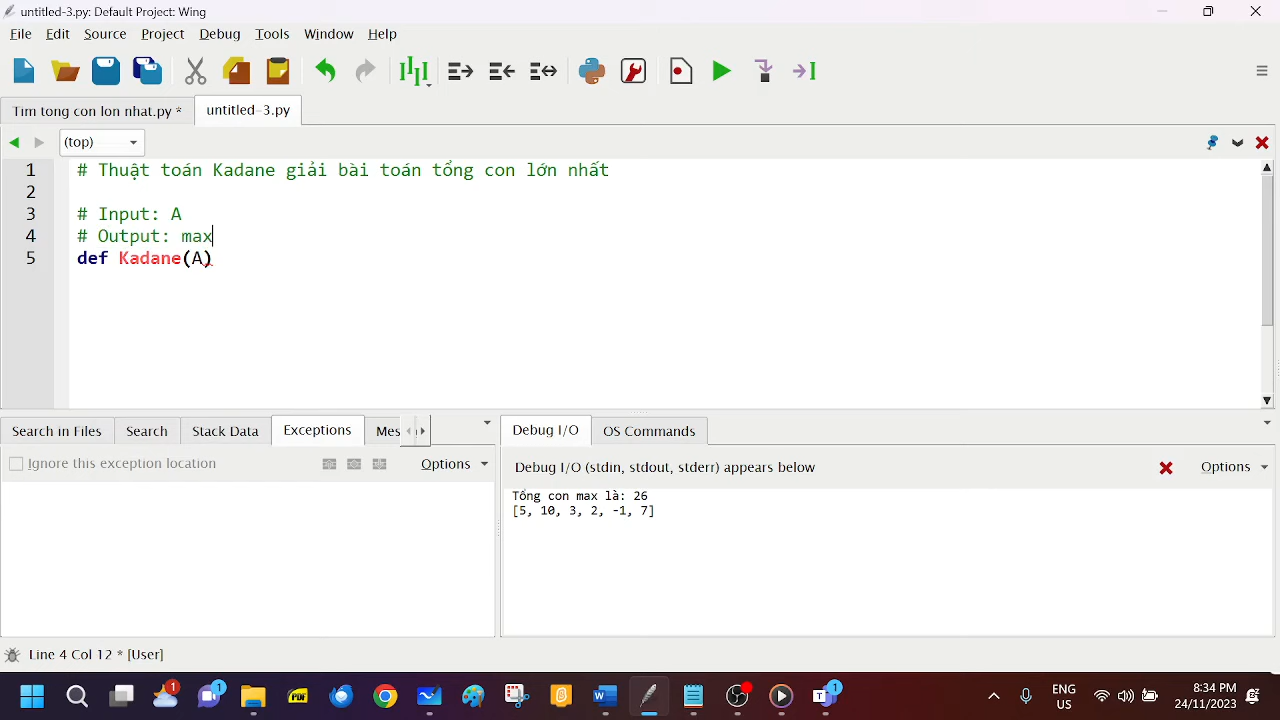 untitled-3.py: Default Project: Wing
File Edit Source Project Debug Tools Window Help
Tim tong con lon nhat.py * untitled-3.py
(top)
1 # Thuật toán Kadane giải bài toán tổng con lớn nhất
2
3 # Input: A
4 # Output: max
5 def Kadane(A)
Search in Files Search Stack Data Exceptions Mes Debug I/O OS Commands
Ignore this exception location Options Debug I/O (stdin, stdout, stderr) appears below Options
Tổng con max là: 26
[5, 10, 3, 2, -1, 7]
Line 4 Col 12 * [User]
1 1 PDF 1
ENG
US
8:34 PM
24/11/2023